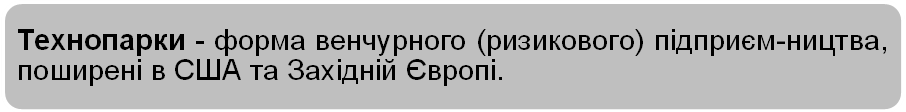 Технопарки - форма венчурного (ризикового) підприєм-ництва,
поширені в США та Західній Європі.